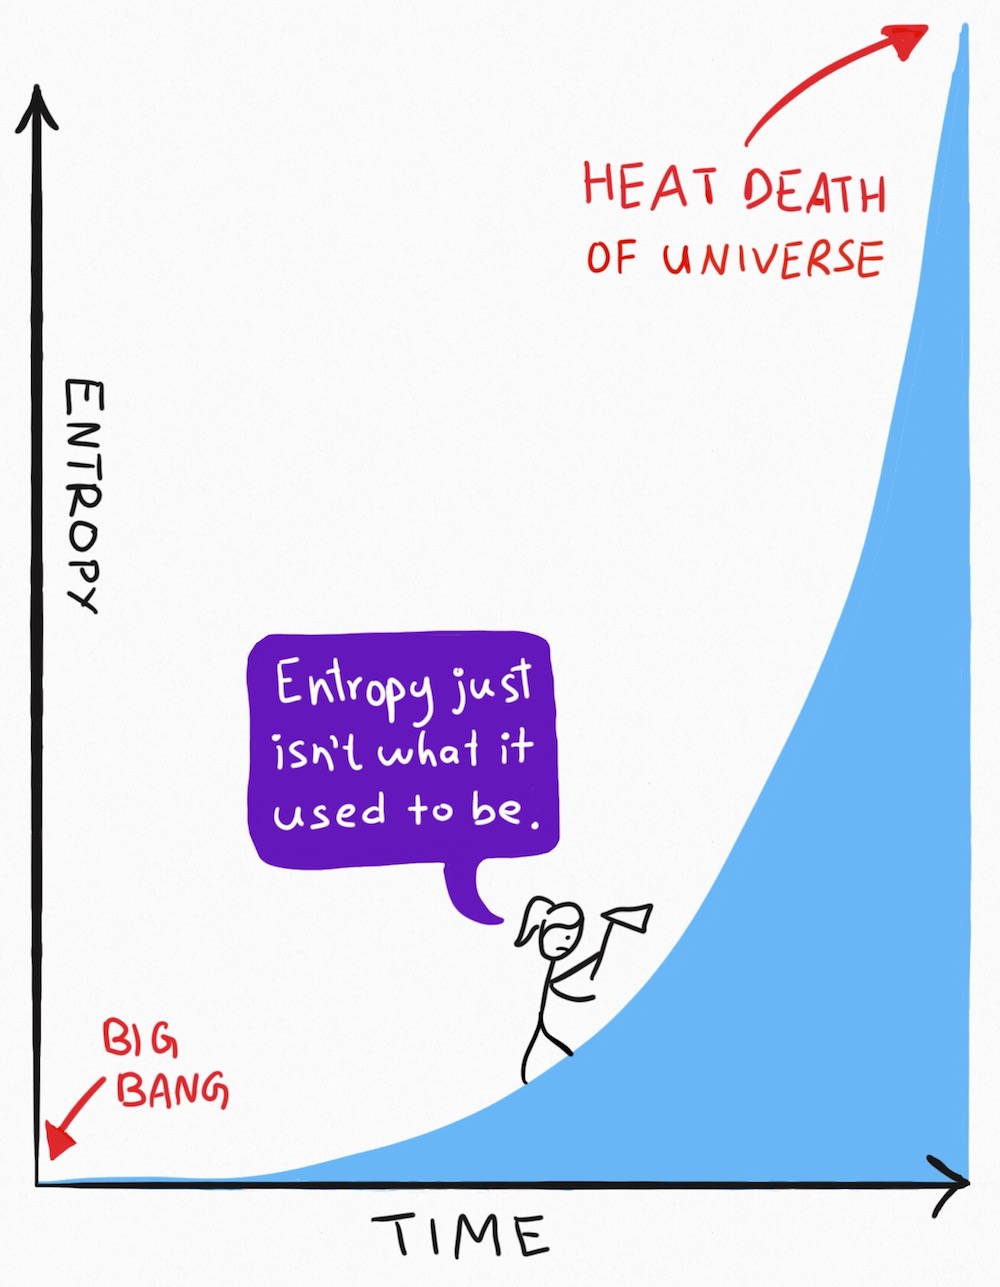 HEAT DEATH
OF UNIVERSE
ENTROPY
Entropy just
isn't what it
used to be.
BIG
BANG
TIME